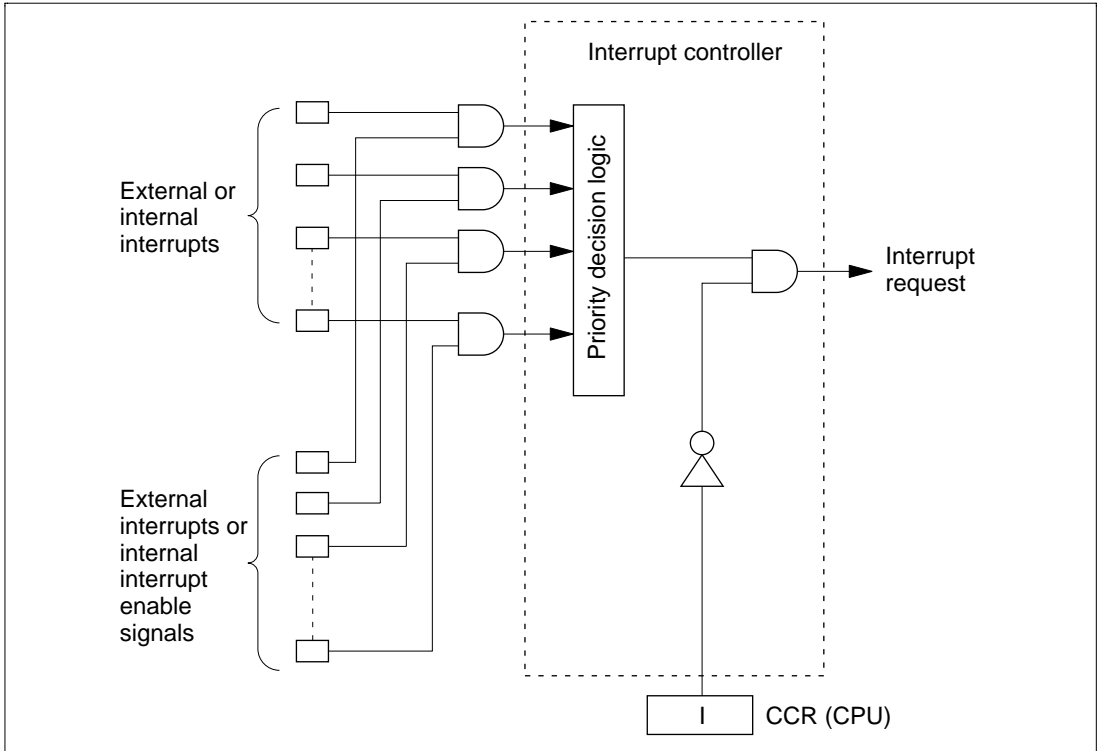 Interrupt controller
External or
internal
interrupts
Priority decision logic
Interrupt
request
External
interrupts or
internal
interrupt
enable
signals
I
CCR (CPU)